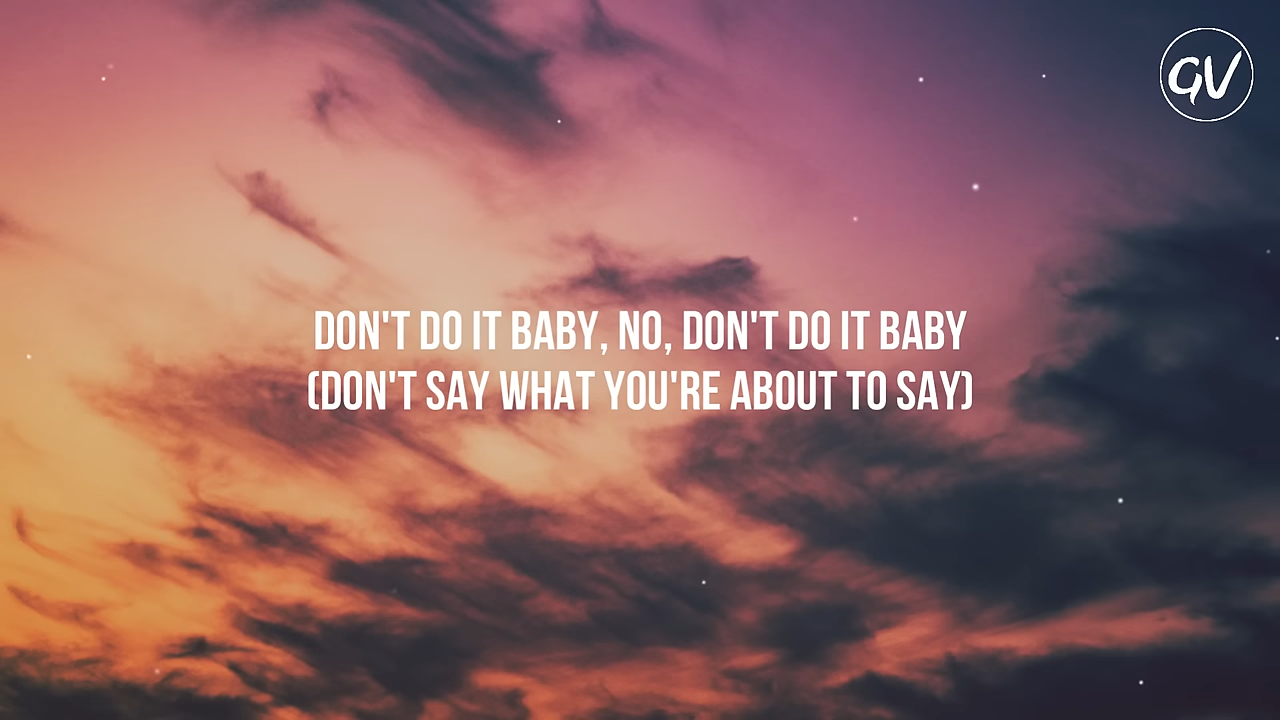 GV
DON'T DO IT BABY, NO, DON'T DO IT BABY
(DON'T SAY WHAT YOU'RE ABOUT TO SAY)